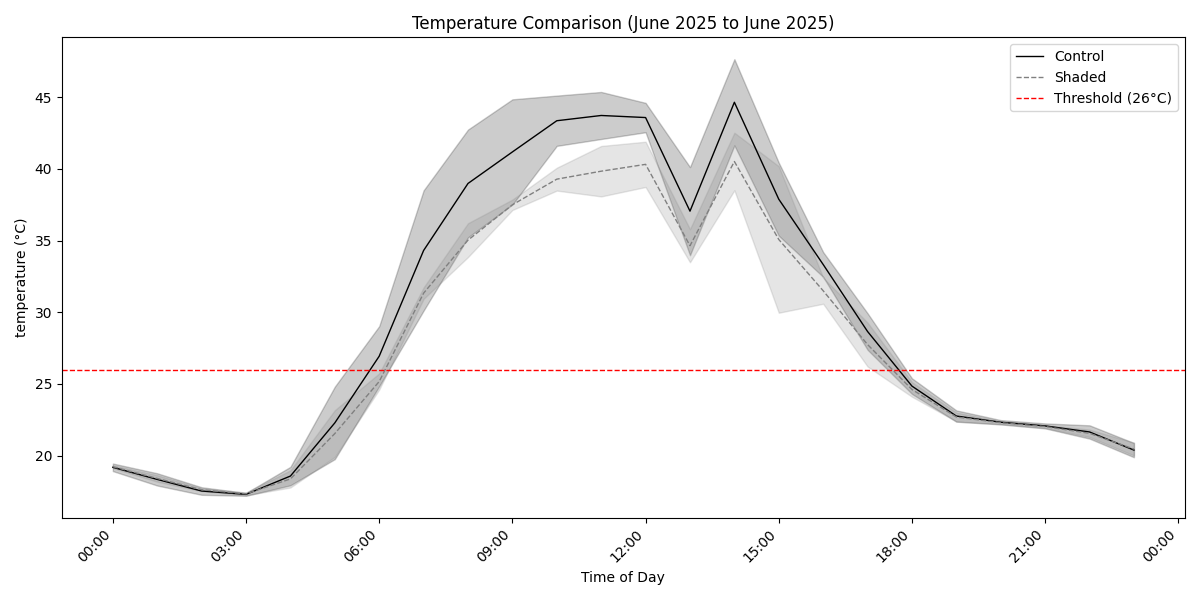 Temperature Comparison (June 2025 to June 2025)
Control
Shaded
Threshold (26°C)
temperature (°C)
45
40
35
30
25
20
00:00
03:00
06:00
09:00
12:00
15:00
18:00
21:00
00:00
Time of Day